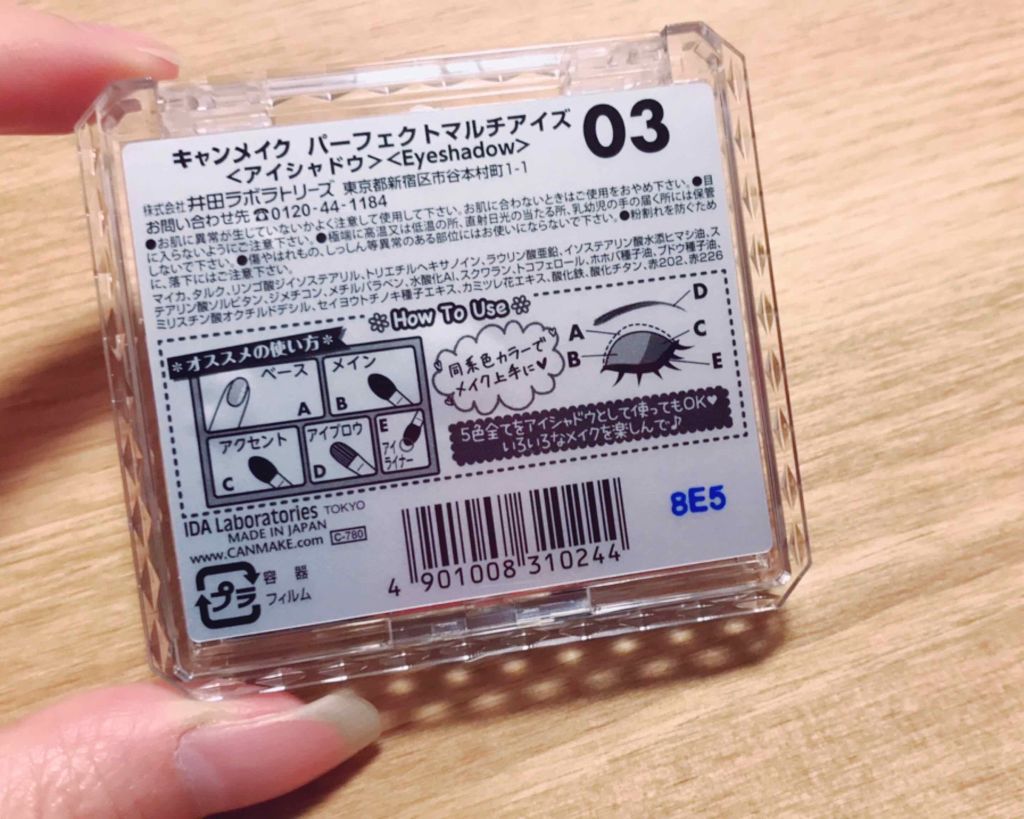 キャンメイク パーフェクトマルチアイズ 03
<アイシャドウ><Eyeshadow>
株式会社 井田ラボラトリーズ 東京都新宿区市谷本村町1-1
お問い合わせ先 ☎0120-44-1184
●お肌に異常が生じていないかよく注意して使用して下さい。お肌に合わないときはご使用をおやめ下さい。●目
に入らないようにご注意下さい。●極端に高温又は低温の所、直射日光の当たる所、乳幼児の手の届く所には保管
しないで下さい。●傷やはれもの、しっしん等異常のある部位にはお使いにならないで下さい。●粉割れを防ぐため
に、落下にはご注意下さい。
マイカ、タルク、リンゴ酸ジイソステアリル、トリエチルヘキサノイン、ラウリン酸亜鉛、イソステアリン酸水添ヒマシ油、ス
テアリン酸ソルビタン、ジメチコン、メチルパラベン、水酸化Al、スクワラン、トコフェロール、ホホバ種子油、ブドウ種子油、
ミリスチン酸オクチルドデシル、セイヨウトチノキ種子エキス、カミツレ花エキス、酸化鉄、酸化チタン、赤202、赤226
How To Use
*オススメの使い方*
ベース
A
メイン
B
アクセント
C
アイブロウ
D
E
アイ
ライナー
同系色カラーで
メイク上手に♥
A
B
D
C
E
5色全てをアイシャドウとして使ってもOK♥
いろいろなメイクを楽しんで♪
IDA Laboratories TOKYO
MADE IN JAPAN
www.CANMAKE.com C-780
プラ
容 器
フィルム
4 901008 310244
8E5